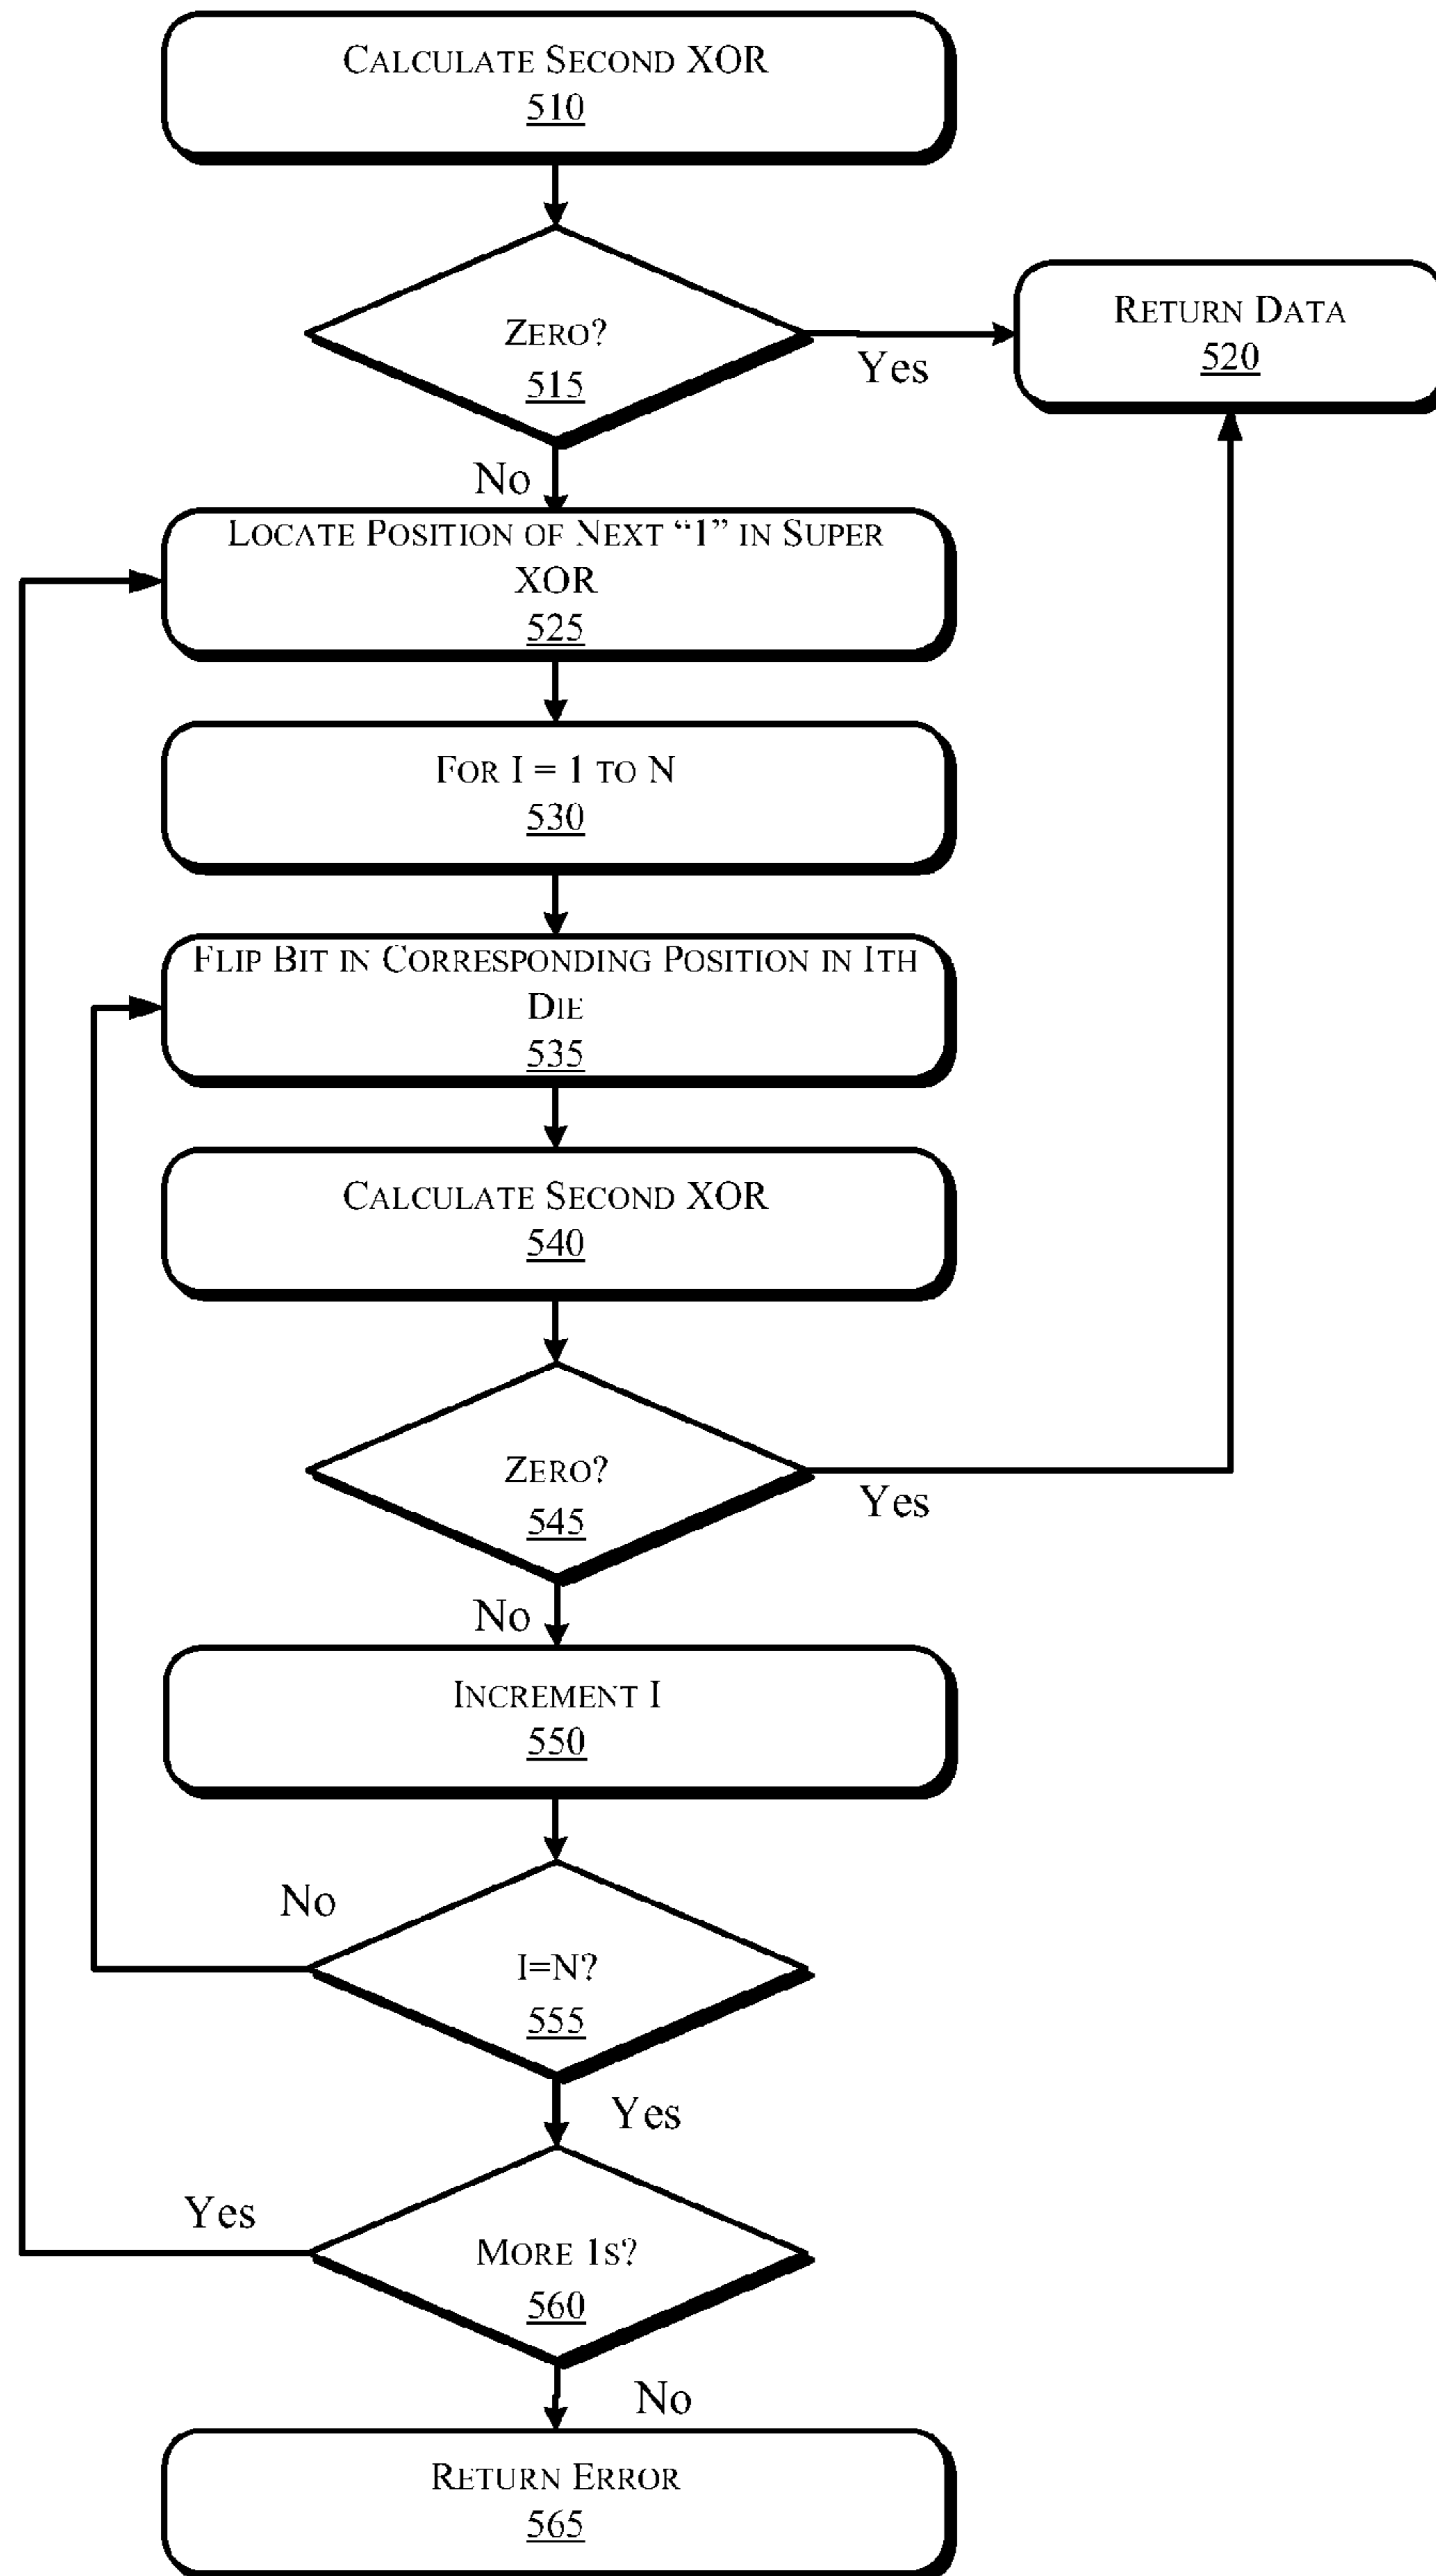 CALCULATE SECOND XOR
510
ZERO?
515
Yes
RETURN DATA
520
No
LOCATE POSITION OF NEXT “1” IN SUPER
XOR
525
FOR I = 1 TO N
530
FLIP BIT IN CORRESPONDING POSITION IN ITH
DIE
535
CALCULATE SECOND XOR
540
ZERO?
545
Yes
No
INCREMENT I
550
No
I=N?
555
Yes
Yes
MORE 1S?
560
No
RETURN ERROR
565